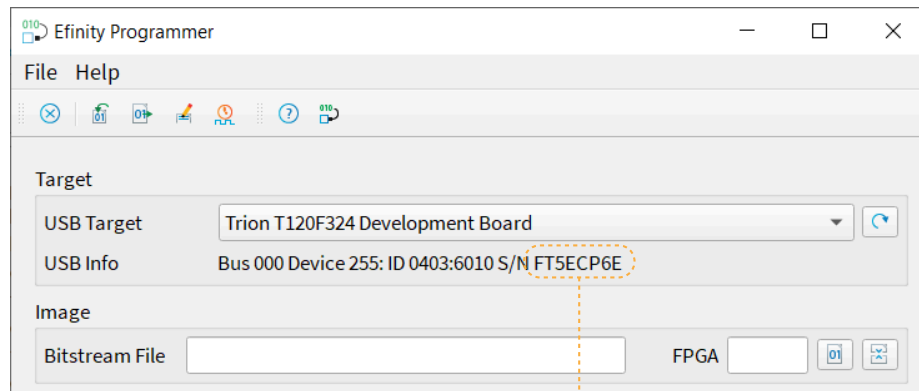 Efinity Programmer
File Help
Target
USB Target Trion T120F324 Development Board
USB Info Bus 000 Device 255: ID 0403:6010 S/N FT5ECP6E
Image
Bitstream File FPGA